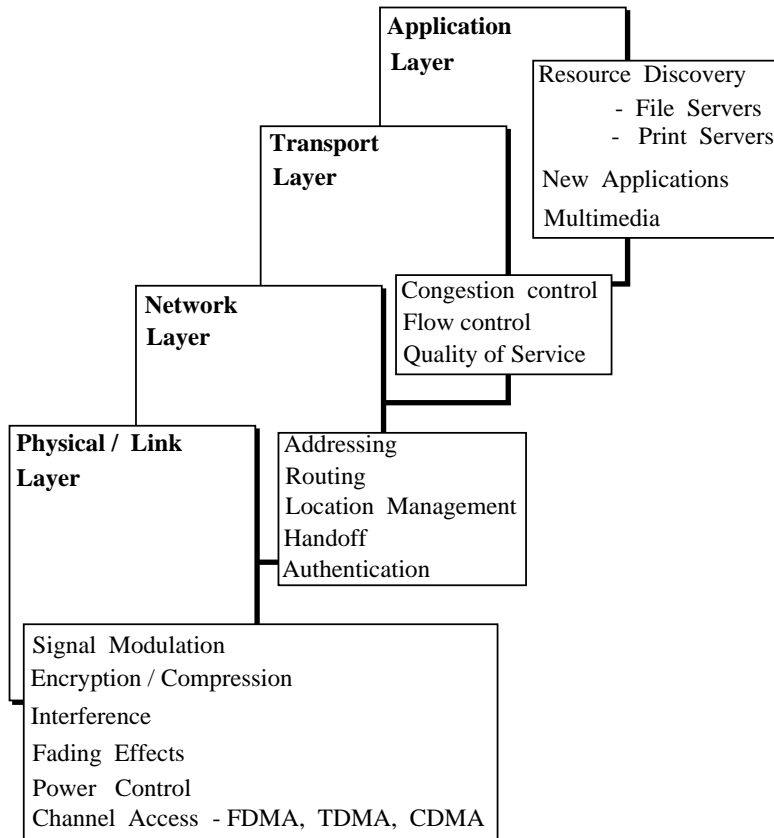 Application
Layer
Resource Discovery
- File Servers
- Print Servers
New Applications
Multimedia
Transport
Layer
Congestion control
Flow control
Quality of Service
Network
Layer
Addressing
Routing
Location Management
Handoff
Authentication
Physical / Link
Layer
Signal Modulation
Encryption / Compression
Interference
Fading Effects
Power Control
Channel Access - FDMA, TDMA, CDMA